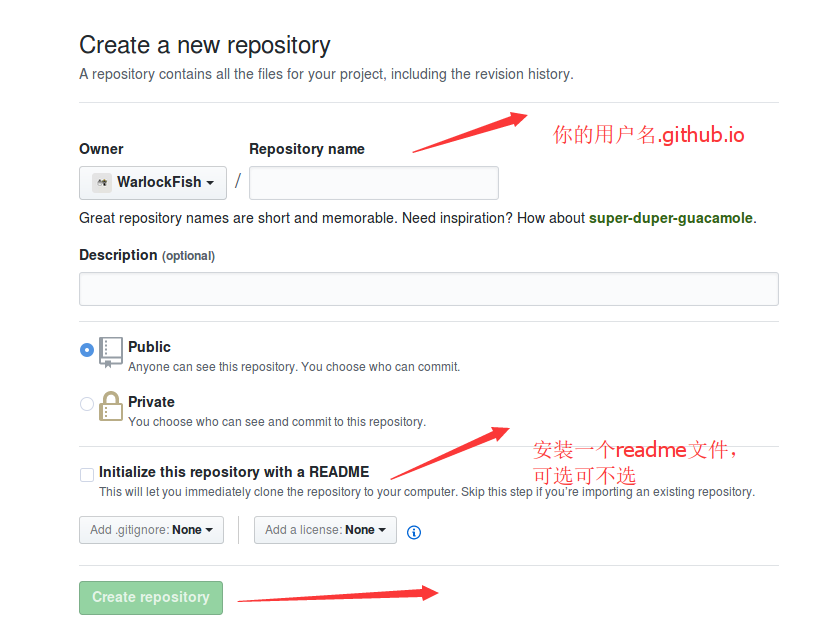 Create a new repository
A repository contains all the files for your project, including the revision history.
你的用户名.github.io
Owner
Repository name
WarlockFish
/
Great repository names are short and memorable. Need inspiration? How about super-duper-guacamole.
Description (optional)
Public
Anyone can see this repository. You choose who can commit.
Private
You choose who can see and commit to this repository.
安装一个readme文件，
可选可不选
Initialize this repository with a README
This will let you immediately clone the repository to your computer. Skip this step if you're importing an existing repository.
Add .gitignore: None
Add a license: None
Create repository